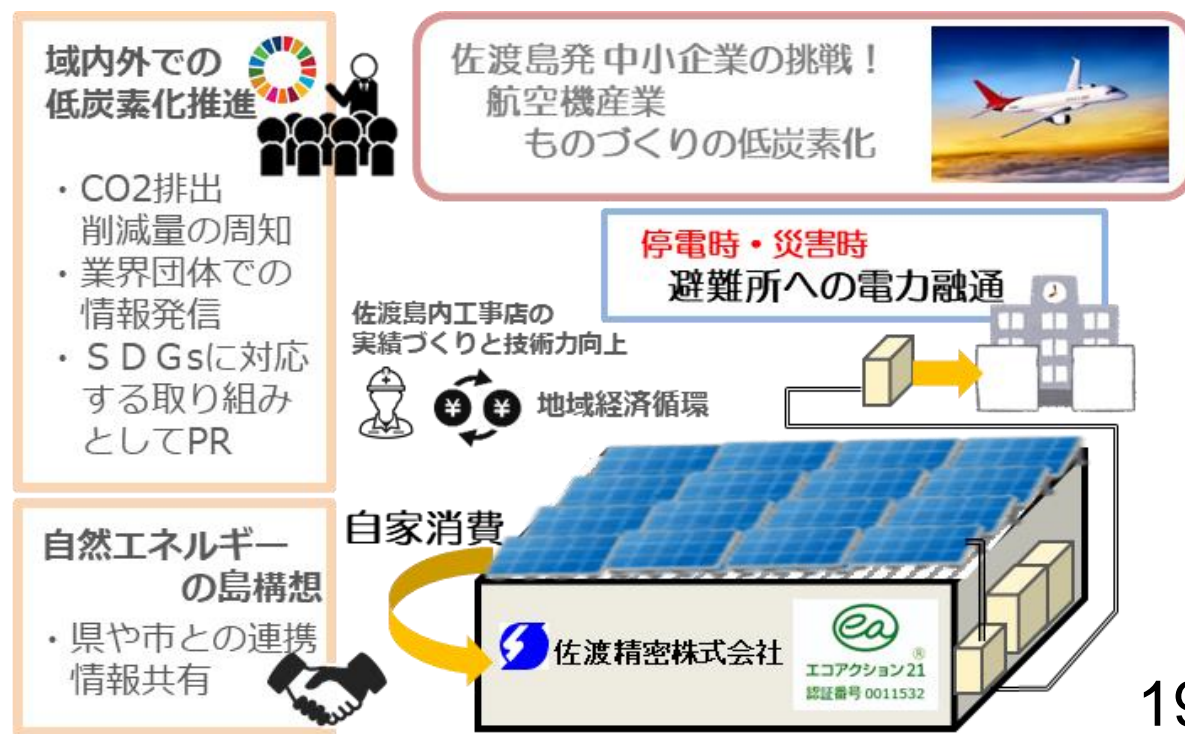 域内外での
低炭素化推進
・CO2排出
削減量の周知
・業界団体での
情報発信
・ＳＤＧsに対応
する取り組み
としてPR
自然エネルギー
の島構想
・県や市との連携
情報共有
佐渡島発 中小企業の挑戦！
航空機産業
ものづくりの低炭素化
停電時・災害時
避難所への電力融通
佐渡島内工事店の
実績づくりと技術力向上
¥ ¥ 地域経済循環
自家消費
佐渡精密株式会社
ea
®
エコアクション21
認証番号 0011532
19